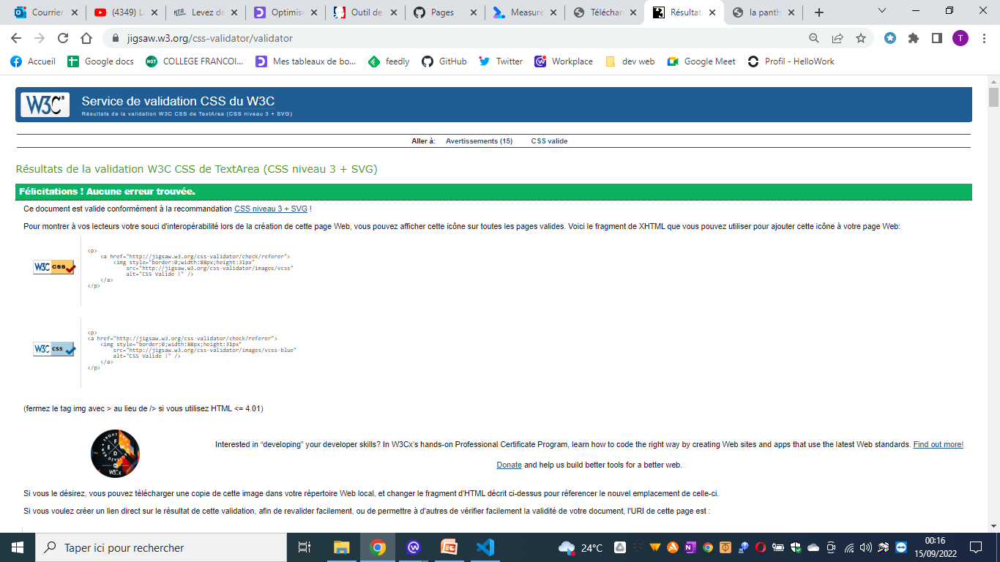 Courrier
(4349) La
Levez de
Optimise
Outil de
Pages
Measure
Téléchar
Résultat
la panth
jigsaw.w3.org/css-validator/validator
T
Accueil
Google docs
COLLEGE FRANCOI...
Mes tableaux de bo...
feedly
GitHub
Twitter
Workplace
dev web
Google Meet
Profil - HelloWork
W3C®
Service de validation CSS du W3C
Résultats de la validation W3C CSS de TextArea (CSS niveau 3 + SVG)
Aller à: Avertissements (15) CSS valide
Résultats de la validation W3C CSS de TextArea (CSS niveau 3 + SVG)
Félicitations ! Aucune erreur trouvée.
Ce document est valide conformément à la recommandation CSS niveau 3 + SVG !
Pour montrer à vos lecteurs votre souci d'interopérabilité lors de la création de cette page Web, vous pouvez afficher cette icône sur toutes les pages valides. Voici le fragment de XHTML que vous pouvez utiliser pour ajouter cette icône à votre page Web:
W3C css
<p>
<a href="http://jigsaw.w3.org/css-validator/check/referer">
<img style="border:0;width:88px;height:31px"
src="http://jigsaw.w3.org/css-validator/images/vcss"
alt="CSS Valide !" />
</a>
</p>
W3C css
<p>
<a href="http://jigsaw.w3.org/css-validator/check/referer">
<img style="border:0;width:88px;height:31px"
src="http://jigsaw.w3.org/css-validator/images/vcss-blue"
alt="CSS Valide !" />
</a>
</p>
(fermez le tag img avec > au lieu de /> si vous utilisez HTML <= 4.01)
W3Cx
Interested in “developing” your developer skills? In W3Cx’s hands-on Professional Certificate Program, learn how to code the right way by creating Web sites and apps that use the latest Web standards. Find out more!
Donate and help us build better tools for a better web.
Si vous le désirez, vous pouvez télécharger une copie de cette image dans votre répertoire Web local, et changer le fragment d'HTML décrit ci-dessus pour réferencer le nouvel emplacement de celle-ci.
Si vous voulez créer un lien direct sur le résultat de cette validation, afin de revalider facilement, ou de permettre à d'autres de vérifier facilement la validité de votre document, l'URI de cette page est :
Taper ici pour rechercher
24°C
00:16
15/09/2022